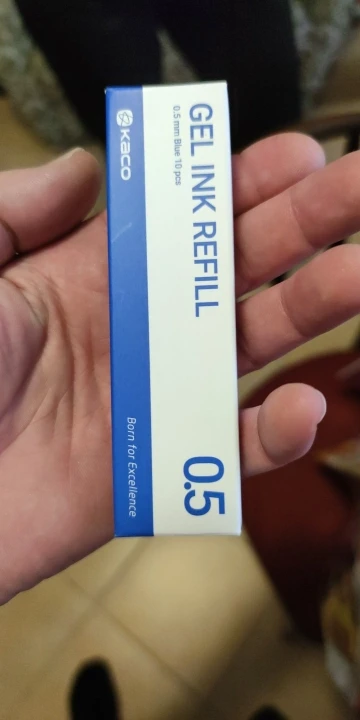 GEL INK REFILL
0.5 mm Blue 10 pcs
0.5
KACO
Born for Excellence